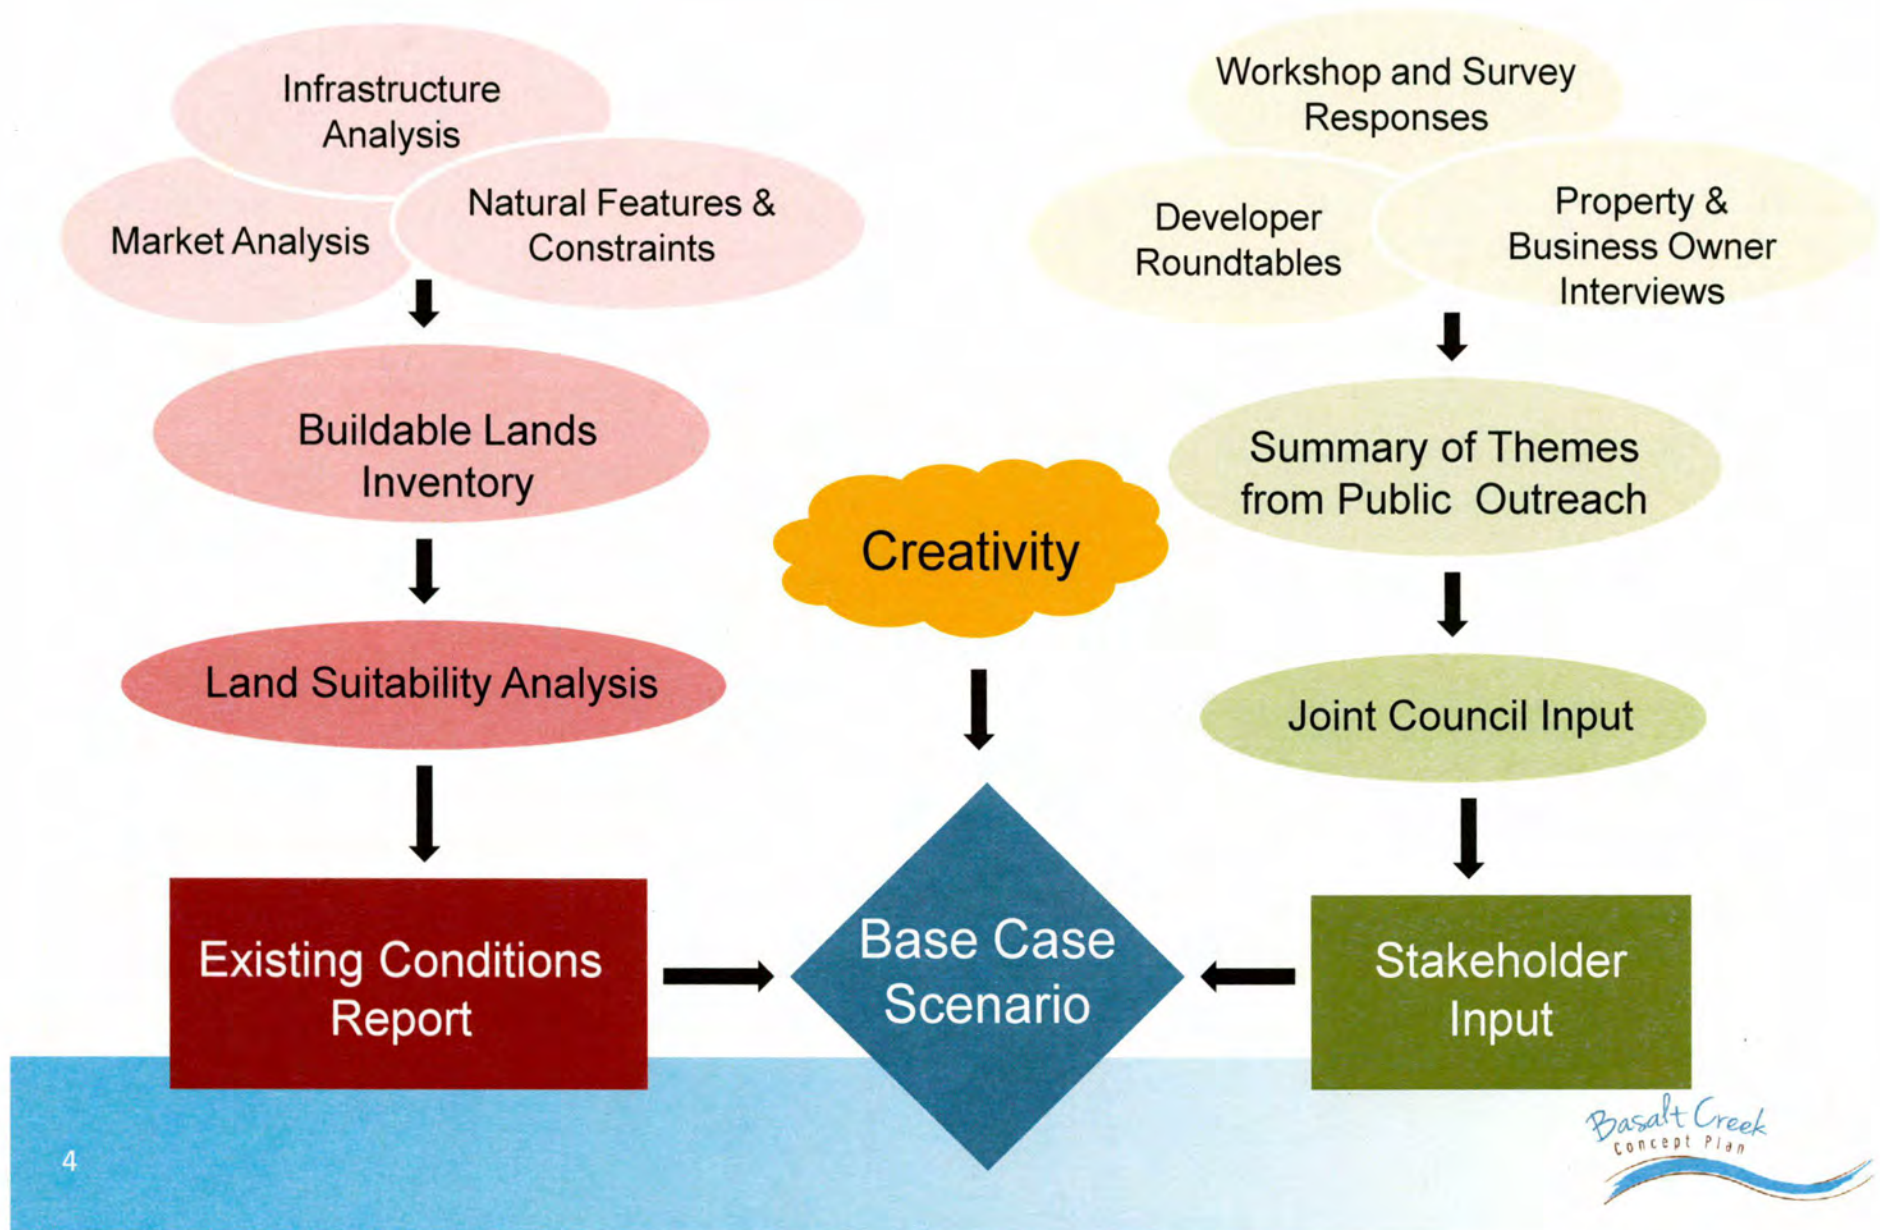 Infrastructure
Analysis
Market Analysis
Natural Features &
Constraints
Buildable Lands
Inventory
Land Suitability Analysis
Existing Conditions
Report
Creativity
Base Case
Scenario
Workshop and Survey
Responses
Developer
Roundtables
Property &
Business Owner
Interviews
Summary of Themes
from Public Outreach
Joint Council Input
Stakeholder
Input
4
Basalt Creek
Concept Plan